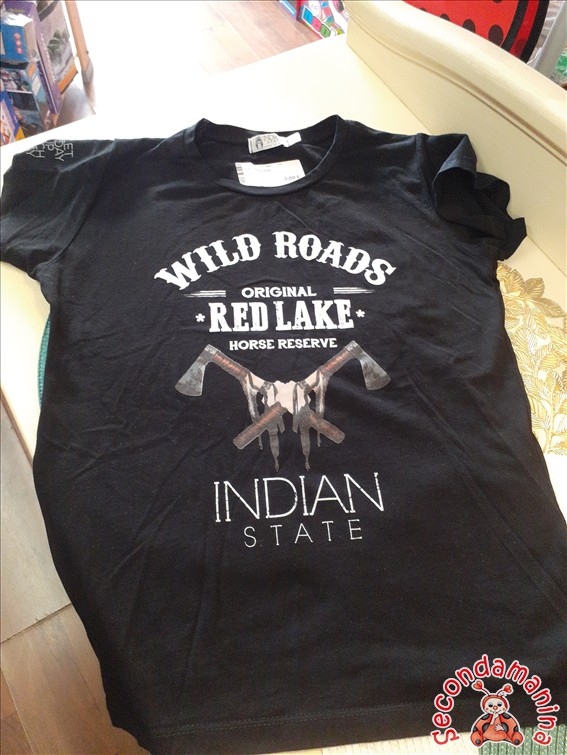 WILD ROADS
ORIGINAL
* RED LAKE *
HORSE RESERVE
INDIAN
STATE
Secondamanina